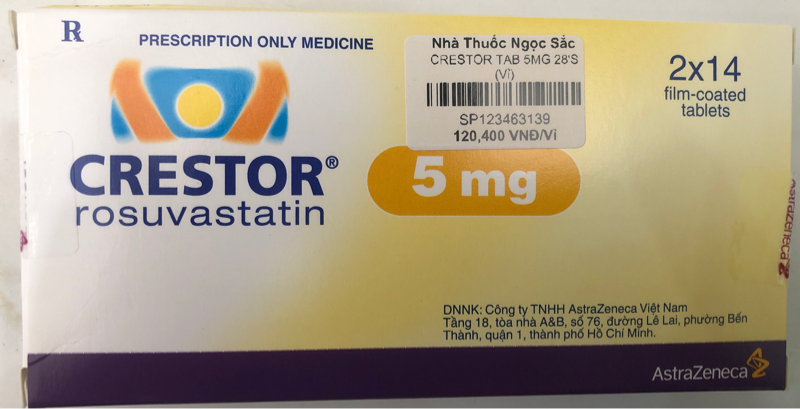 Rx
PRESCRIPTION ONLY MEDICINE
Nhà Thuốc Ngọc Sắc
CRESTOR TAB 5MG 28'S
(Vỉ)
SP123463139
120,400 VNĐ/Vỉ
2x14
film-coated
tablets
CRESTOR®
rosuvastatin
5 mg
AstraZeneca
DNNK: Công ty TNHH AstraZeneca Việt Nam
Tầng 18, tòa nhà A&B, số 76, đường Lê Lai, phường Bến
Thành, quận 1, thành phố Hồ Chí Minh.
AstraZeneca